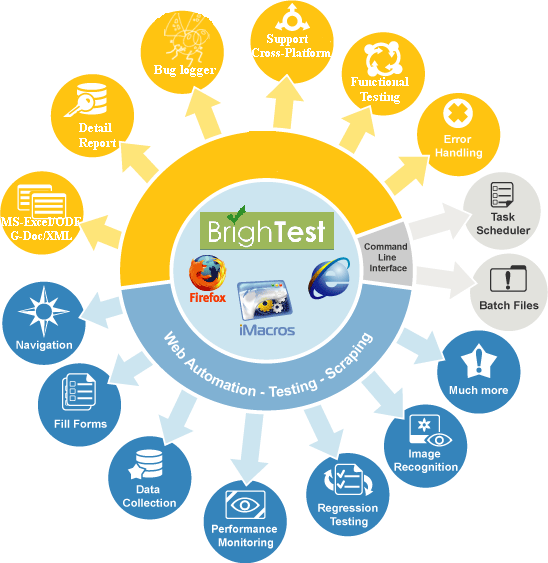 Support
Cross-Platform
Bug logger
Functional
Testing
Detail
Report
Error
Handling
MS-Excel/ODF
G-Doc/XML
Task
Scheduler
BrighTest
Command
Line
Interface
Firefox
iMacros
Batch Files
Navigation
Web Automation - Testing - Scraping
Much more
Fill Forms
Image
Recognition
Data
Collection
Regression
Testing
Performance
Monitoring